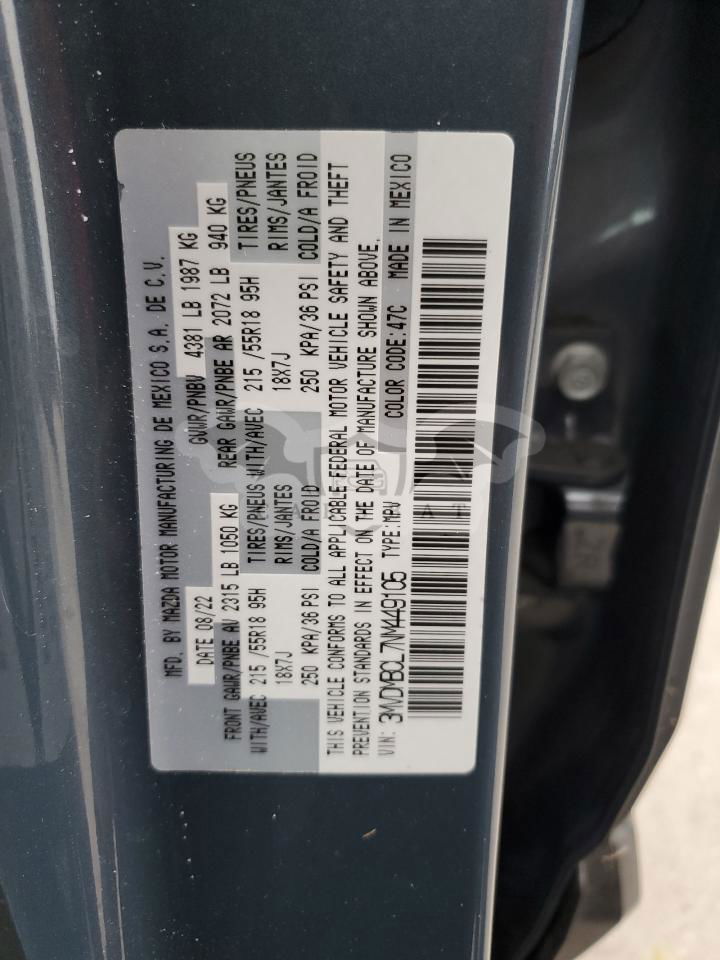 MFD. BY MAZDA MOTOR MANUFACTURING DE MEXICO S.A. DE C.V.
DATE 08/22 GVWR/PNBV 4381 LB 1987 KG
FRONT GAWR/PNBE AV 2315 LB 1050 KG REAR GAWR/PNBE AR 2072 LB 940 KG
WITH/AVEC 215 /55R18 95H TIRES/PNEUS WITH/AVEC 215 /55R18 95H TIRES/PNEUS
18X7J RIMS/JANTES 18X7J RIMS/JANTES
250 KPA/36 PSI COLD/A FROID 250 KPA/36 PSI COLD/A FROID
THIS VEHICLE CONFORMS TO ALL APPLICABLE FEDERAL MOTOR VEHICLE SAFETY AND THEFT
PREVENTION STANDARDS IN EFFECT ON THE DATE OF MANUFACTURE SHOWN ABOVE.
VIN: 3MVDMBCL7NM449105 TYPE:MPV COLOR CODE:47C MADE IN MEXICO